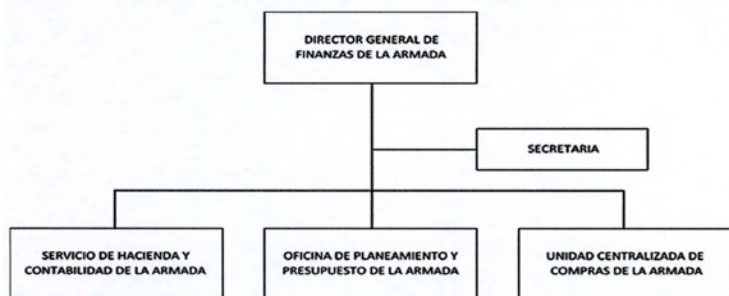 DIRECTOR GENERAL DE
FINANZAS DE LA ARMADA
SECRETARIA
SERVICIO DE HACIENDA Y
CONTABILIDAD DE LA ARMADA
OFICINA DE PLANEAMIENTO Y
PRESUPUESTO DE LA ARMADA
UNIDAD CENTRALIZADA DE
COMPRAS DE LA ARMADA